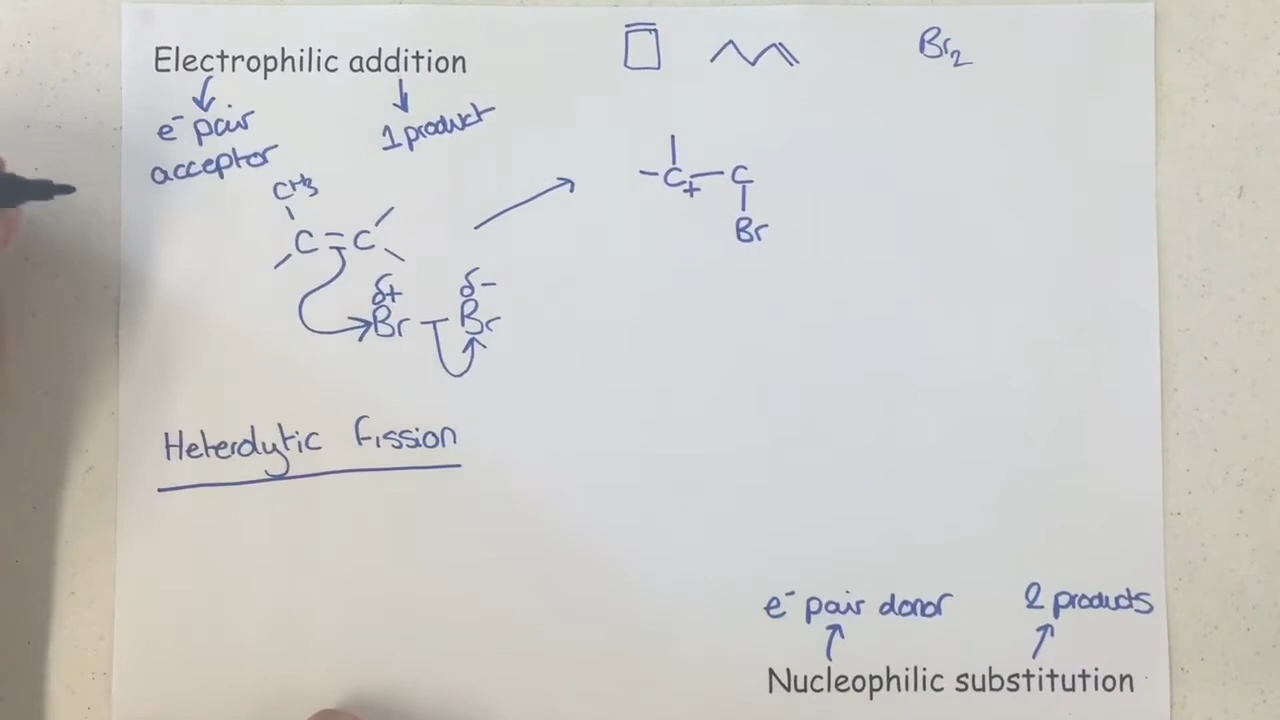 Electrophilic addition
Br₂
e⁻ pair
acceptor
1 product
CH₃
-C+-C
Br
C=C
δ+ δ-
Br-Br
Heterolytic fission
e⁻ pair donor
2 products
Nucleophilic substitution